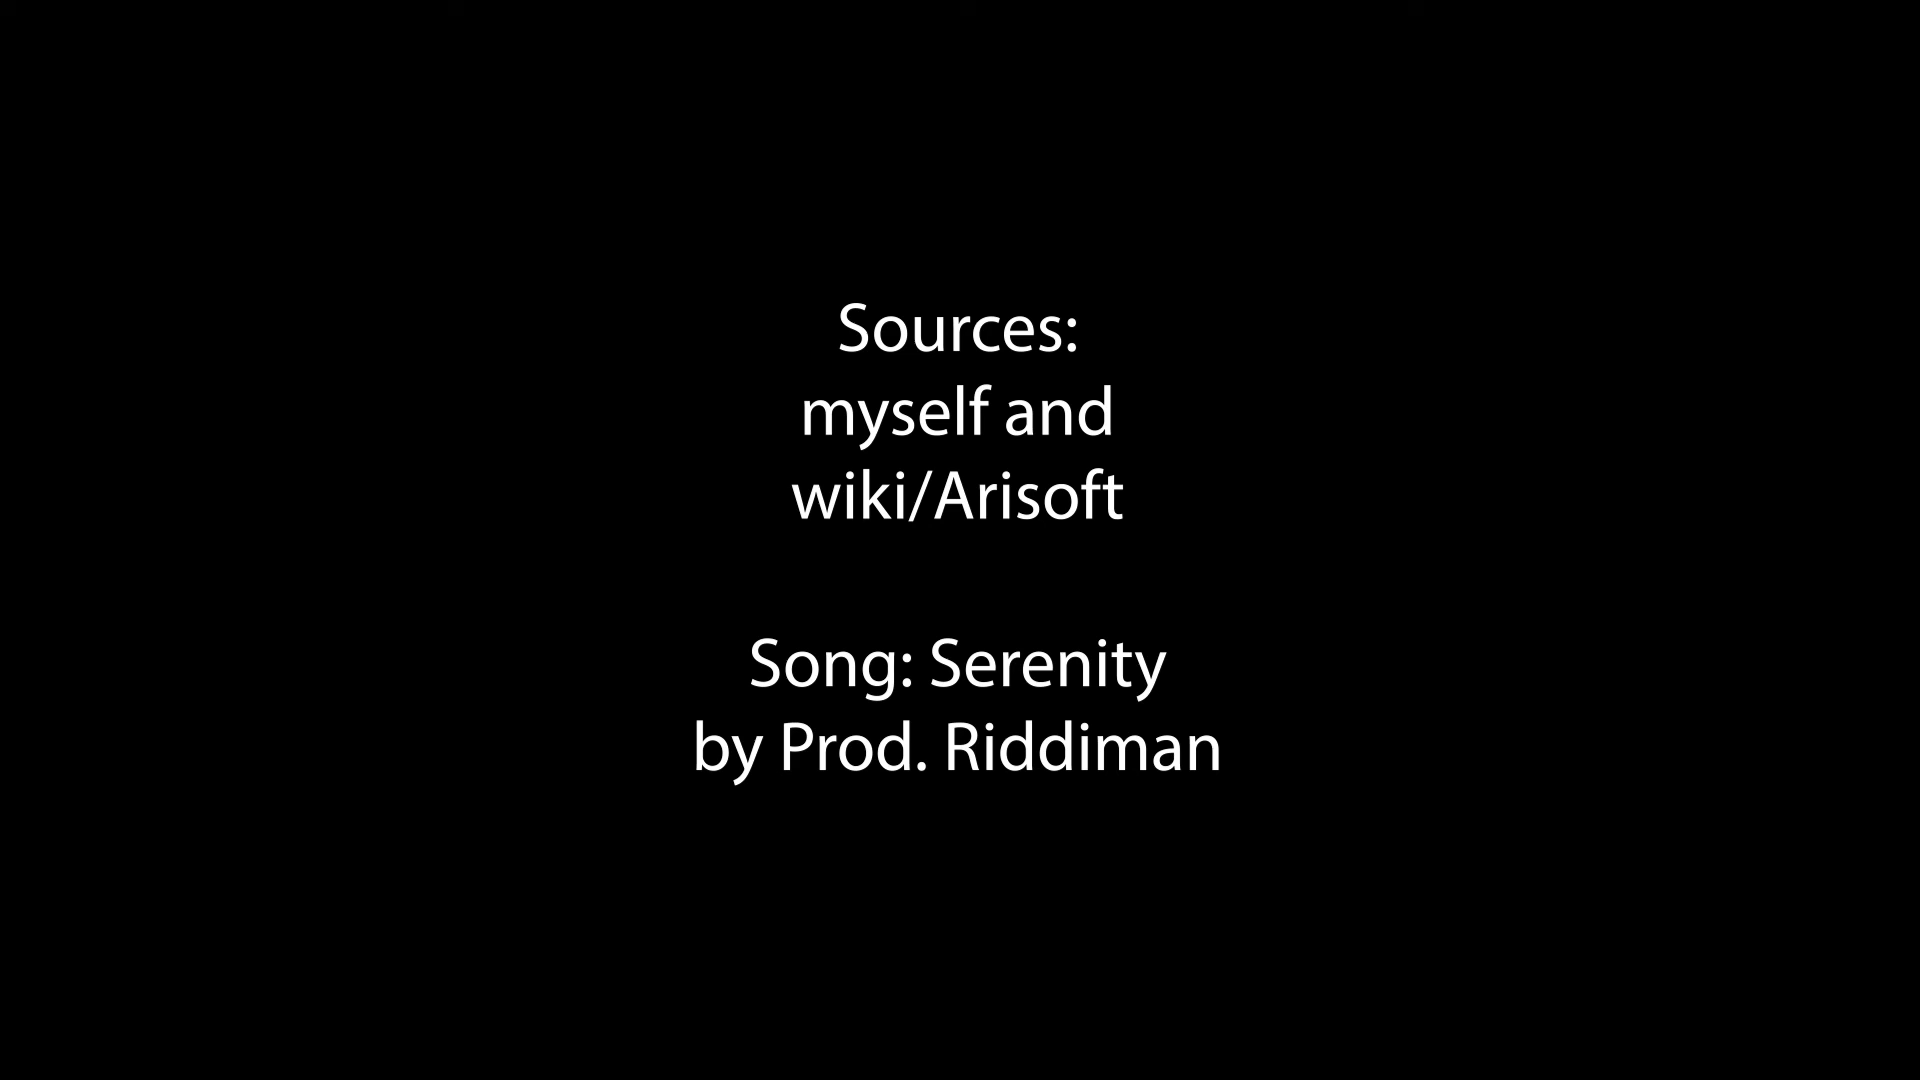 Sources:
myself and
wiki/Arisoft
Song: Serenity
by Prod. Riddiman